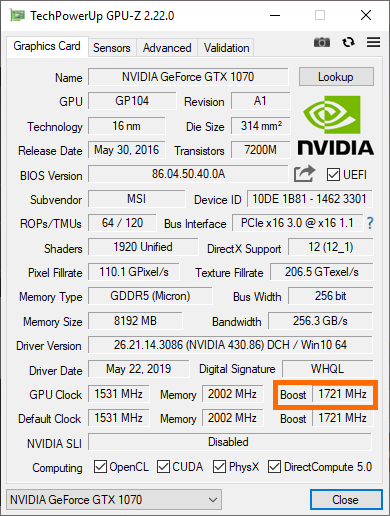 TechPowerUp GPU-Z 2.22.0
Graphics Card Sensors Advanced Validation
Name NVIDIA GeForce GTX 1070 Lookup
GPU GP104 Revision A1
Technology 16 nm Die Size 314 mm²
Release Date May 30, 2016 Transistors 7200M
NVIDIA
BIOS Version 86.04.50.40.0A UEFI
Subvendor MSI Device ID 10DE 1B81 - 1462 3301
ROPs/TMUs 64 / 120 Bus Interface PCIe x16 3.0 @ x16 1.1 ?
Shaders 1920 Unified DirectX Support 12 (12_1)
Pixel Fillrate 110.1 GPixel/s Texture Fillrate 206.5 GTexel/s
Memory Type GDDR5 (Micron) Bus Width 256 bit
Memory Size 8192 MB Bandwidth 256.3 GB/s
Driver Version 26.21.14.3086 (NVIDIA 430.86) DCH / Win10 64
Driver Date May 22, 2019 Digital Signature WHQL
GPU Clock 1531 MHz Memory 2002 MHz Boost 1721 MHz
Default Clock 1531 MHz Memory 2002 MHz Boost 1721 MHz
NVIDIA SLI Disabled
Computing OpenCL CUDA PhysX DirectCompute 5.0
NVIDIA GeForce GTX 1070 Close